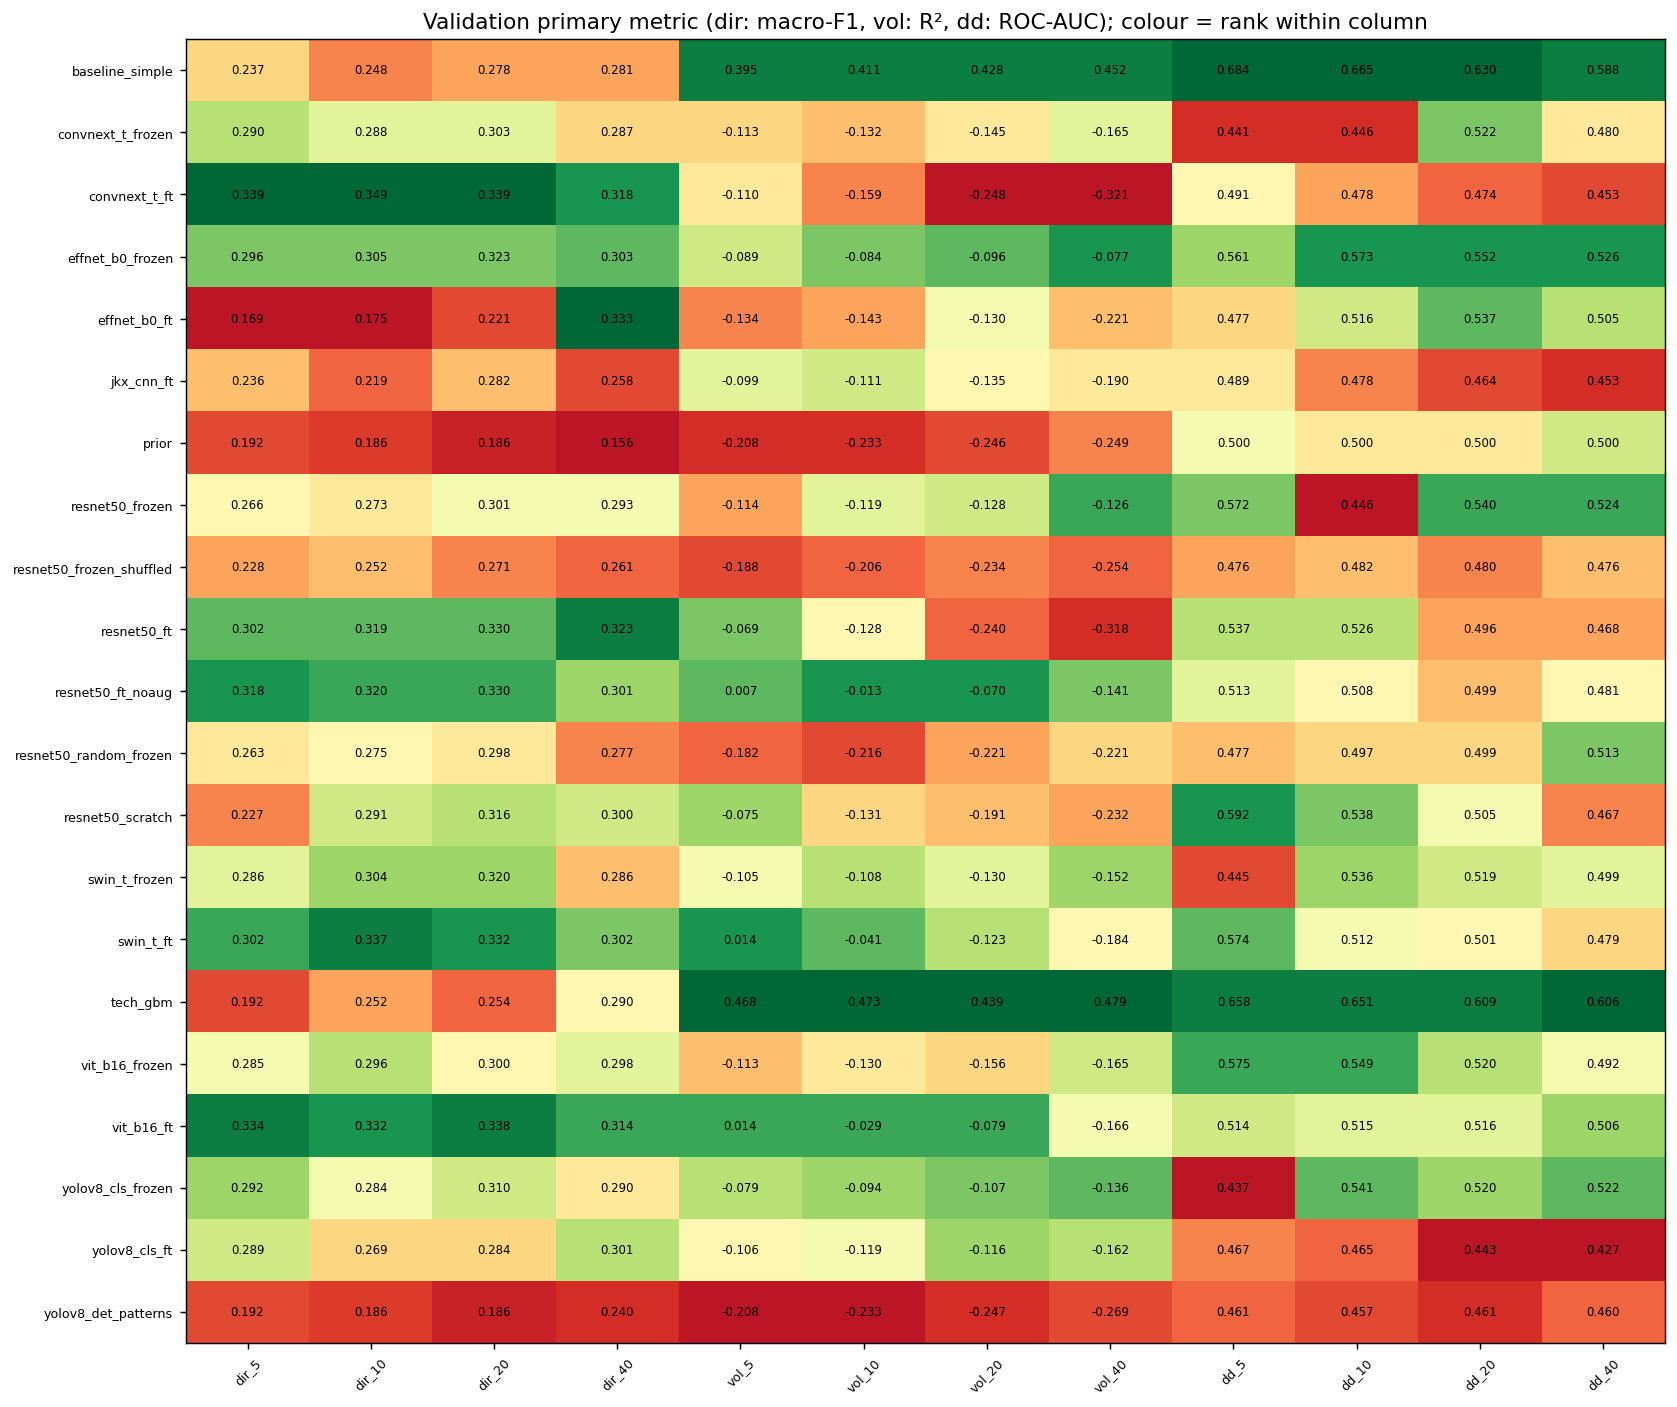 Validation primary metric (dir: macro-F1, vol: R², dd: ROC-AUC); colour = rank within column
baseline_simple 0.237 0.248 0.278 0.281 0.395 0.411 0.428 0.452 0.684 0.665 0.630 0.588
convnext_t_frozen 0.290 0.288 0.303 0.287 -0.113 -0.132 -0.145 -0.165 0.441 0.446 0.522 0.480
convnext_t_ft 0.339 0.349 0.339 0.318 -0.110 -0.159 -0.248 -0.321 0.491 0.478 0.474 0.453
effnet_b0_frozen 0.296 0.305 0.323 0.303 -0.089 -0.084 -0.096 -0.077 0.561 0.573 0.552 0.526
effnet_b0_ft 0.169 0.175 0.221 0.333 -0.134 -0.143 -0.130 -0.221 0.477 0.516 0.537 0.505
jkx_cnn_ft 0.236 0.219 0.282 0.258 -0.099 -0.111 -0.135 -0.190 0.489 0.478 0.464 0.453
prior 0.192 0.186 0.186 0.156 -0.208 -0.233 -0.246 -0.249 0.500 0.500 0.500 0.500
resnet50_frozen 0.266 0.273 0.301 0.293 -0.114 -0.119 -0.128 -0.126 0.572 0.446 0.540 0.524
resnet50_frozen_shuffled 0.228 0.252 0.271 0.261 -0.188 -0.206 -0.234 -0.254 0.476 0.482 0.480 0.476
resnet50_ft 0.302 0.319 0.330 0.323 -0.069 -0.128 -0.240 -0.318 0.537 0.526 0.496 0.468
resnet50_ft_noaug 0.318 0.320 0.330 0.301 0.007 -0.013 -0.070 -0.141 0.513 0.508 0.499 0.481
resnet50_random_frozen 0.263 0.275 0.298 0.277 -0.182 -0.216 -0.221 -0.221 0.477 0.497 0.499 0.513
resnet50_scratch 0.227 0.291 0.316 0.300 -0.075 -0.131 -0.191 -0.232 0.592 0.538 0.505 0.467
swin_t_frozen 0.286 0.304 0.320 0.286 -0.105 -0.108 -0.130 -0.152 0.445 0.536 0.519 0.499
swin_t_ft 0.302 0.337 0.332 0.302 0.014 -0.041 -0.123 -0.184 0.574 0.512 0.501 0.479
tech_gbm 0.192 0.252 0.254 0.290 0.468 0.473 0.439 0.479 0.658 0.651 0.609 0.606
vit_b16_frozen 0.285 0.296 0.300 0.298 -0.113 -0.130 -0.156 -0.165 0.575 0.549 0.520 0.492
vit_b16_ft 0.334 0.332 0.338 0.314 0.014 -0.029 -0.079 -0.166 0.514 0.515 0.516 0.506
yolov8_cls_frozen 0.292 0.284 0.310 0.290 -0.079 -0.094 -0.107 -0.136 0.437 0.541 0.520 0.522
yolov8_cls_ft 0.289 0.269 0.284 0.301 -0.106 -0.119 -0.116 -0.162 0.467 0.465 0.443 0.427
yolov8_det_patterns 0.192 0.186 0.186 0.240 -0.208 -0.233 -0.247 -0.269 0.461 0.457 0.461 0.460
dir_5 dir_10 dir_20 dir_40 vol_5 vol_10 vol_20 vol_40 dd_5 dd_10 dd_20 dd_40